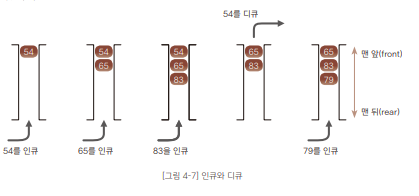 54를 디큐
54
54
65
54
65
83
65
83
65
83
79
맨 앞(front)
맨 뒤(rear)
54를 인큐
65를 인큐
83을 인큐
79를 인큐
[그림 4-7] 인큐와 디큐